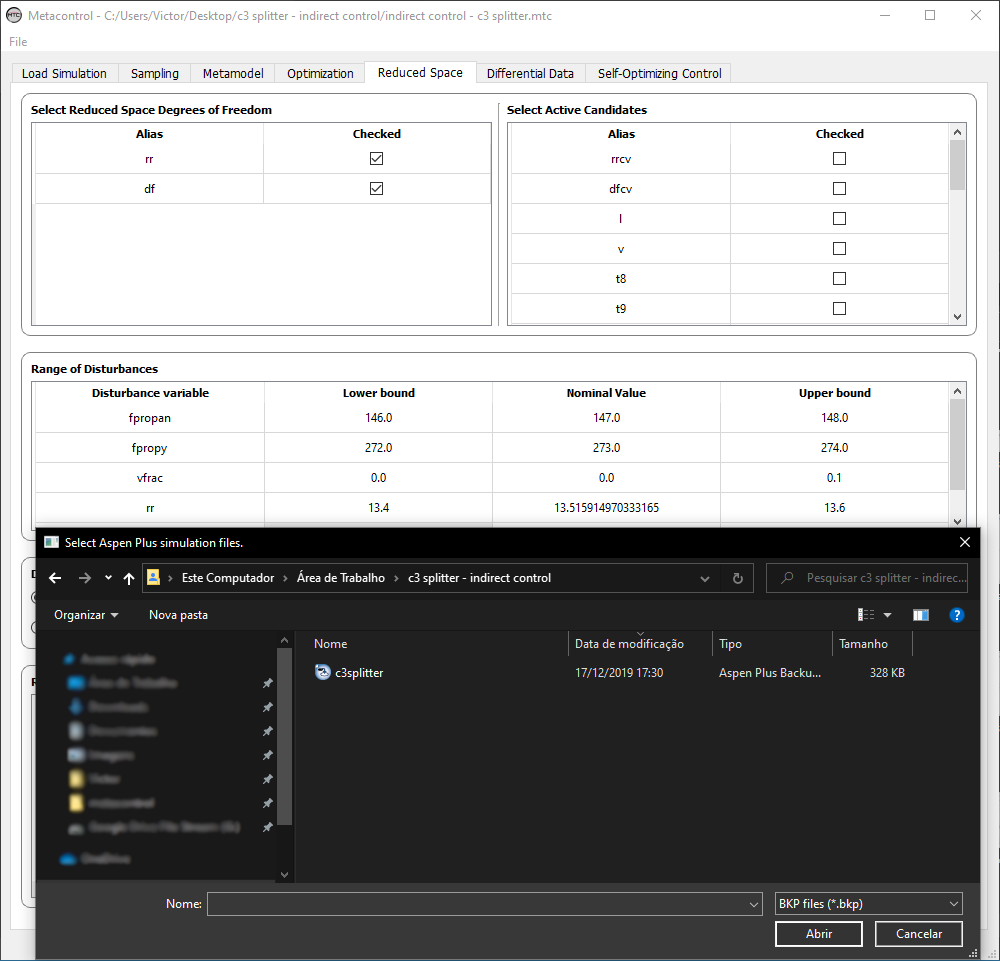 Metacontrol - C:/Users/Victor/Desktop/c3 splitter - indirect control/indirect control - c3 splitter.mtc
File
Load Simulation Sampling Metamodel Optimization Reduced Space Differential Data Self-Optimizing Control
Select Reduced Space Degrees of Freedom
Alias Checked
rr
df
Select Active Candidates
Alias Checked
rrcv
dfcv
l
v
t8
t9
Range of Disturbances
Disturbance variable Lower bound Nominal Value Upper bound
fpropan 146.0 147.0 148.0
fpropy 272.0 273.0 274.0
vfrac 0.0 0.0 0.1
rr 13.4 13.515914970333165 13.6
Select Aspen Plus simulation files.
Este Computador Área de Trabalho c3 splitter - indirect control
Pesquisar c3 splitter - indirec...
Organizar Nova pasta
Nome Data de modificação Tipo Tamanho
c3splitter 17/12/2019 17:30 Aspen Plus Backu... 328 KB
Nome: BKP files (*.bkp)
Abrir Cancelar